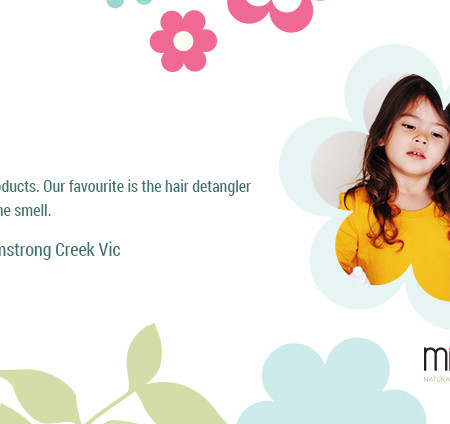 oducts. Our favourite is the hair detangler
he smell.
mstrong Creek Vic
mi
NATURA